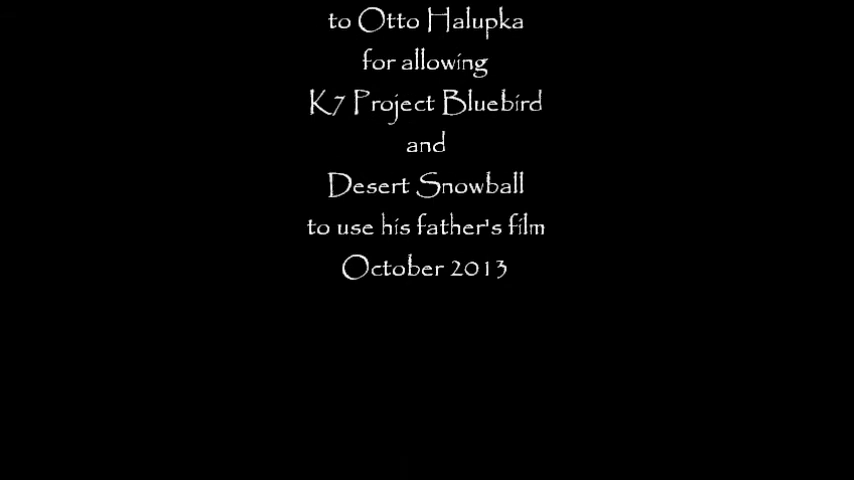 to Otto Halupka
for allowing
K7 Project Bluebird
and
Desert Snowball
to use his father's film
October 2013